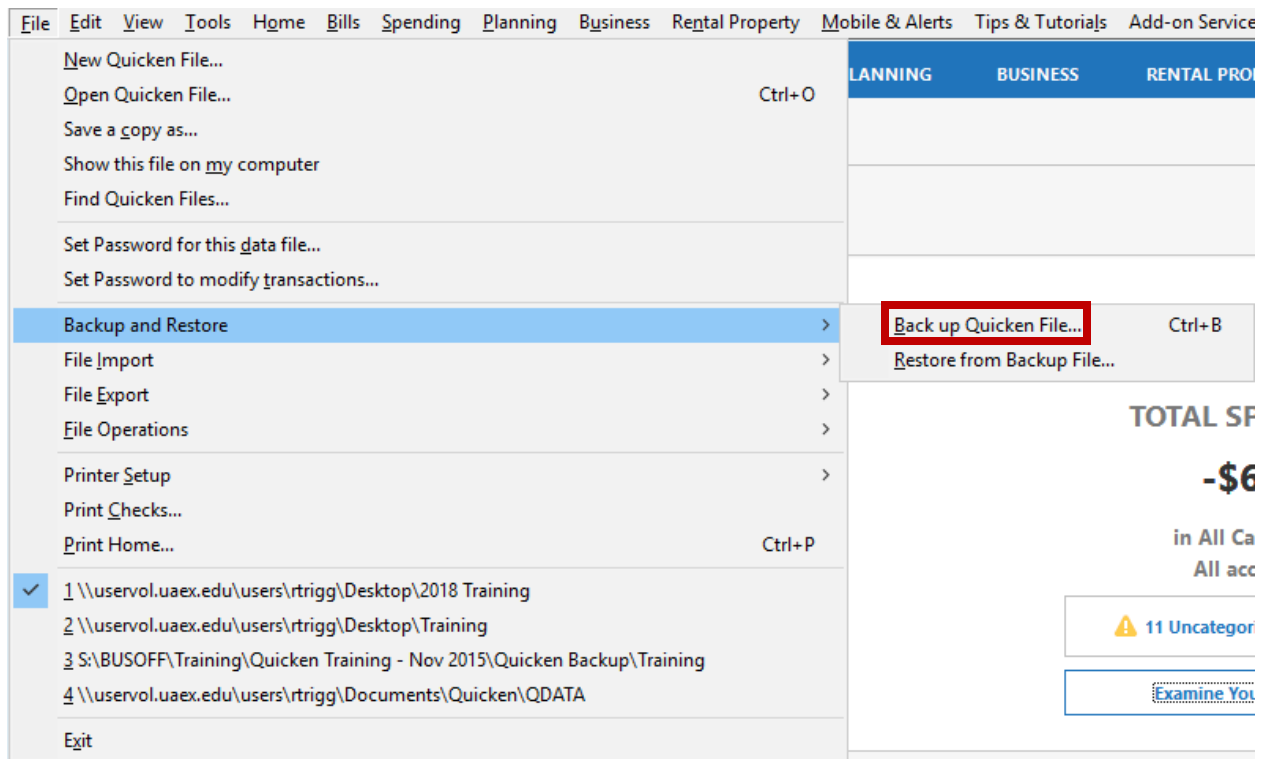 File Edit View Tools Home Bills Spending Planning Business Rental Property Mobile & Alerts Tips & Tutorials Add-on Service
New Quicken File...
LANNING BUSINESS RENTAL PRO
Open Quicken File... Ctrl+O
Save a copy as...
Show this file on my computer
Find Quicken Files...
Set Password for this data file...
Set Password to modify transactions...
Backup and Restore > Back up Quicken File... Ctrl+B
File Import > Restore from Backup File...
File Export >
TOTAL SP
File Operations >
Printer Setup >
-$6
Print Checks...
Print Home... Ctrl+P
in All Ca
All acc
1 \\uservol.uaex.edu\users\rtrigg\Desktop\2018 Training
2 \\uservol.uaex.edu\users\rtrigg\Desktop\Training
11 Uncategori
3 S:\BUSOFF\Training\Quicken Training - Nov 2015\Quicken Backup\Training
4 \\uservol.uaex.edu\users\rtrigg\Documents\Quicken\QDATA
Examine You
Exit